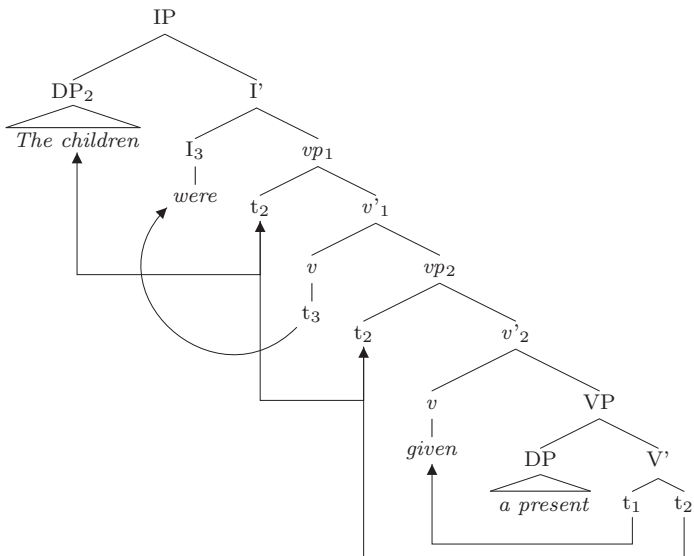 IP
DP₂ I'
The children I₃ vp₁
were t₂ v'₁
v vp₂
t₃ t₂ v'₂
v VP
given DP V'
a present t₁ t₂